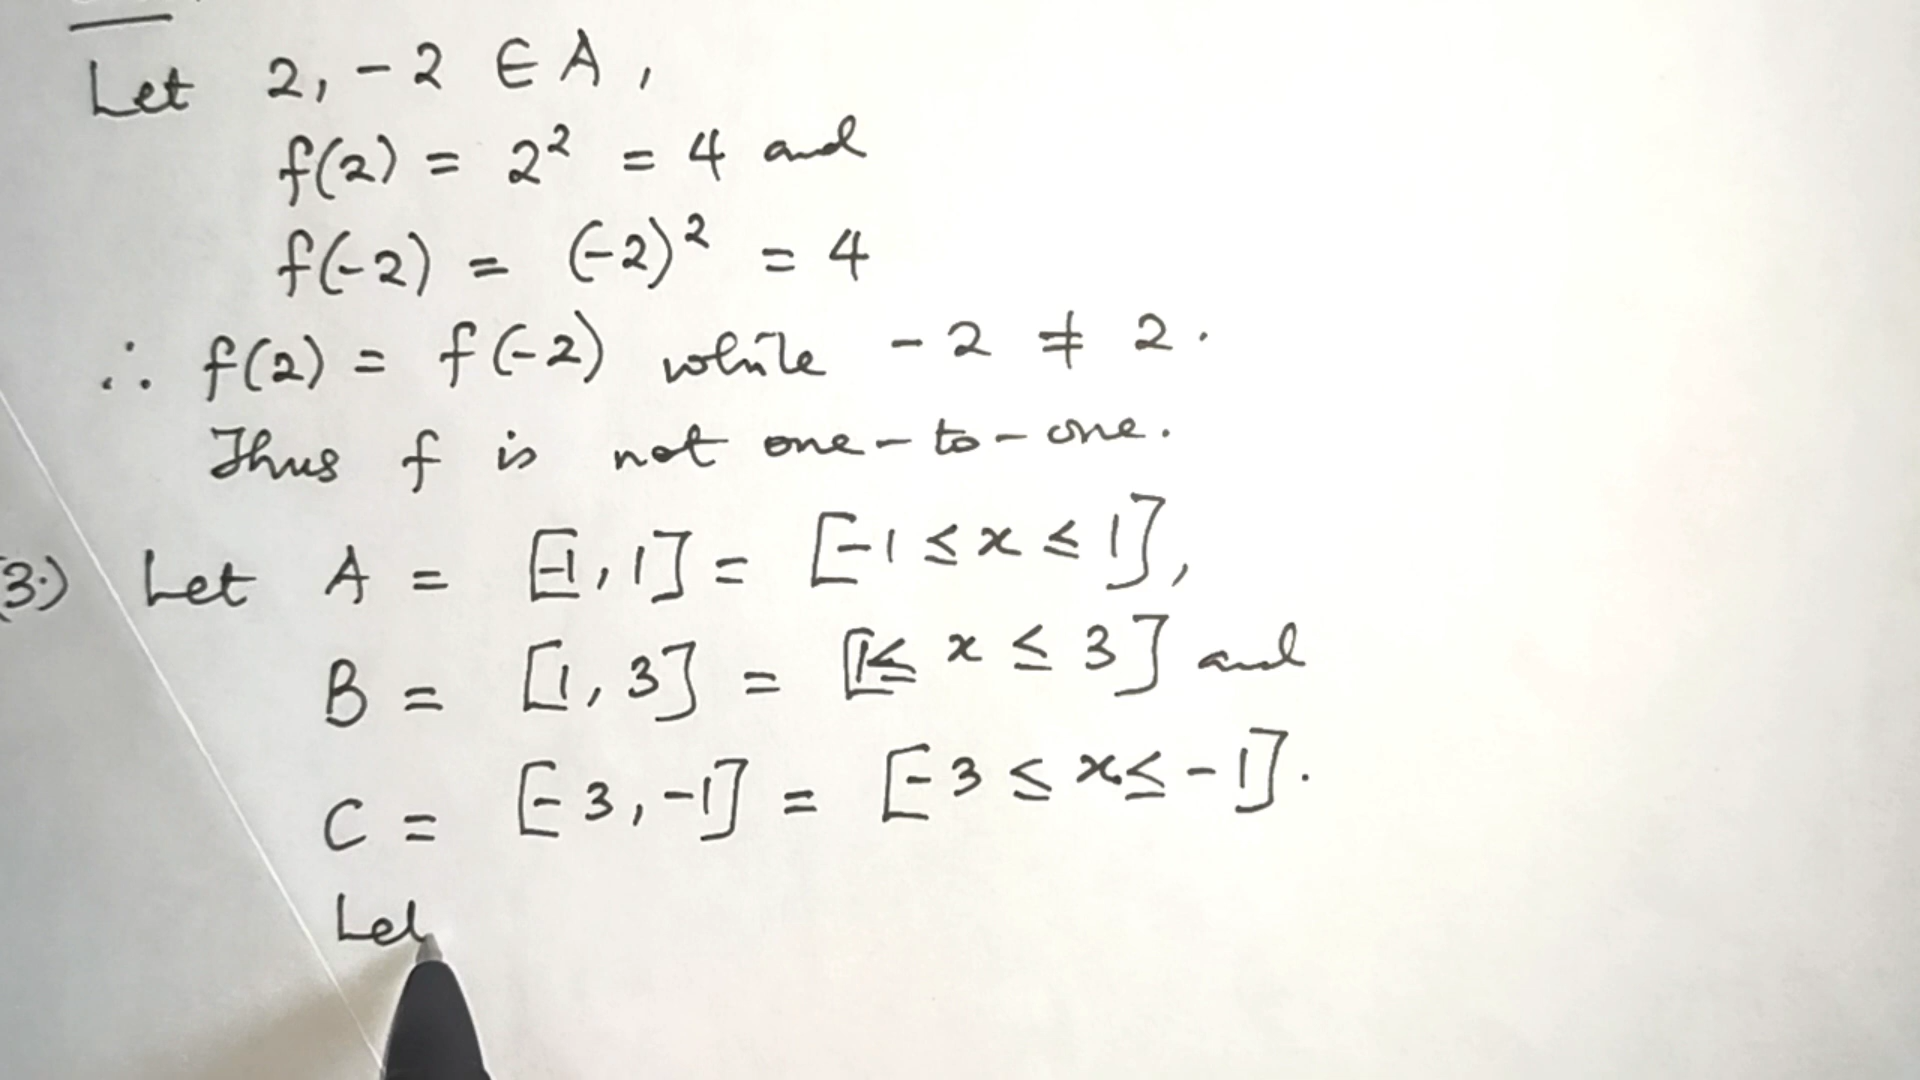 Let 2, -2 ∈ A,
f(2) = 2² = 4 and
f(-2) = (-2)² = 4
∴ f(2) = f(-2) while -2 ≠ 2.
Thus f is not one-to-one.
(3.) Let A = [-1, 1] = [-1 ≤ x ≤ 1],
B = [1, 3] = [1 ≤ x ≤ 3] and
C = [-3, -1] = [-3 ≤ x ≤ -1].
Let